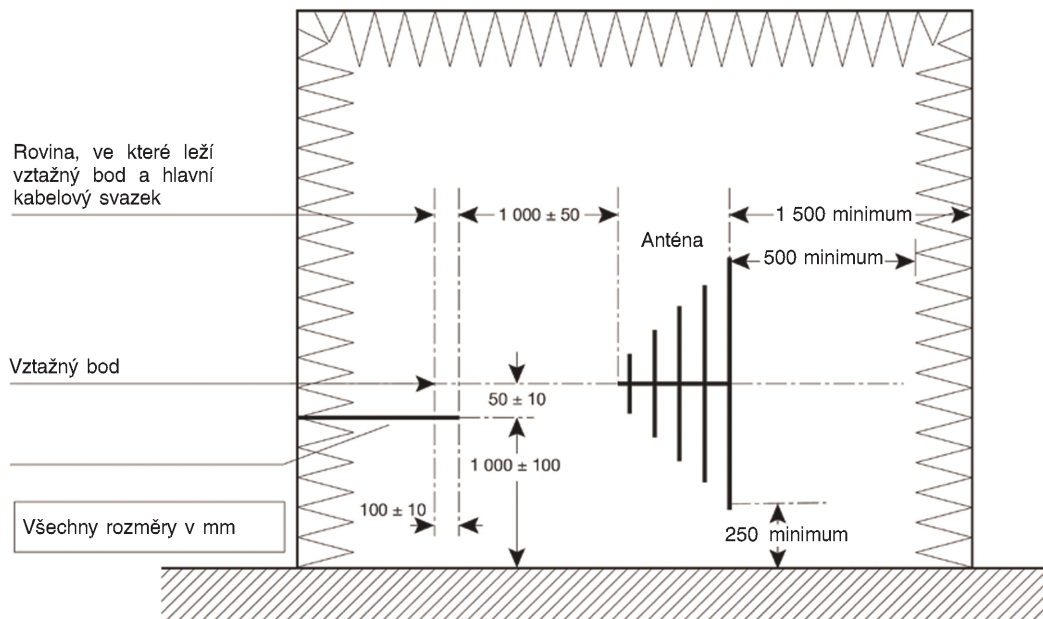 Rovina, ve které leží
vztažný bod a hlavní
kabelový svazek
1 000 ± 50
1 500 minimum
Anténa
500 minimum
Vztažný bod
50 ± 10
1 000 ± 100
100 ± 10
Všechny rozměry v mm
250 minimum